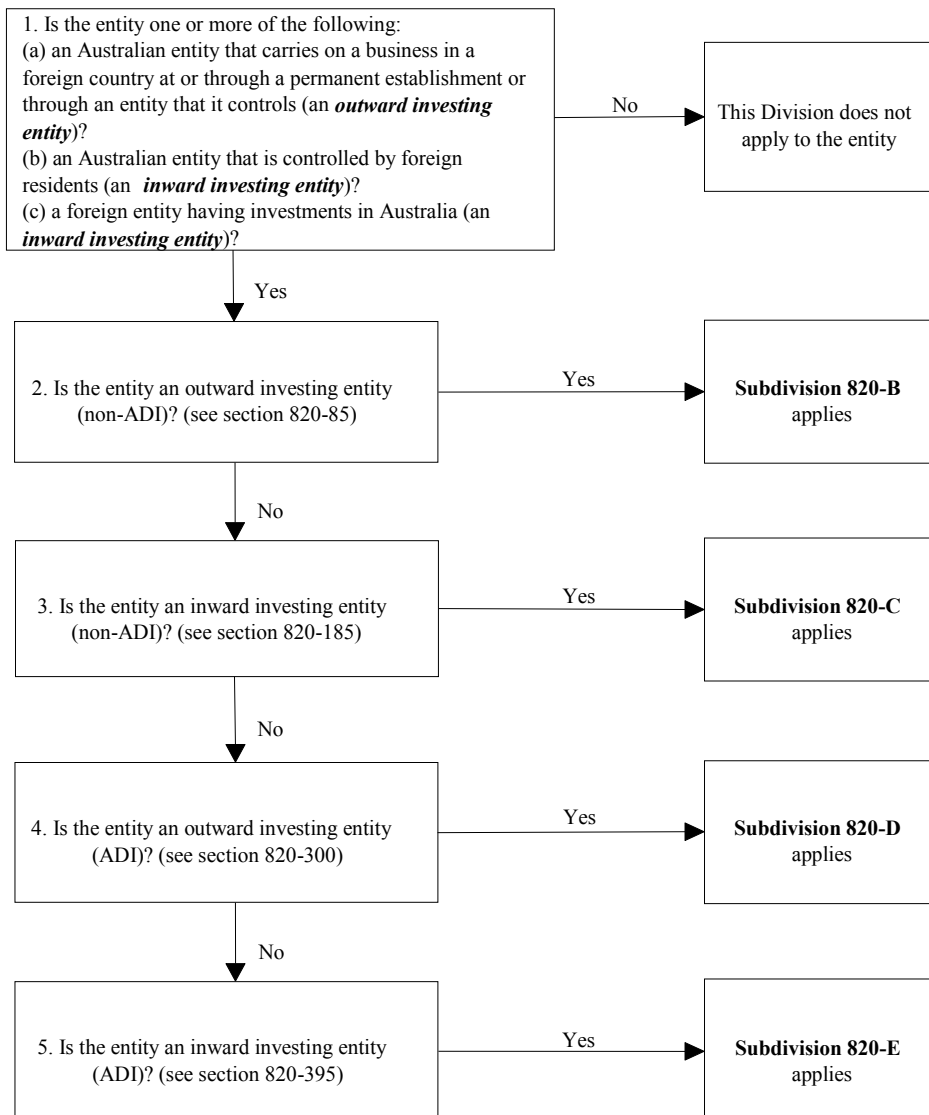 1. Is the entity one or more of the following:
(a) an Australian entity that carries on a business in a
foreign country at or through a permanent establishment or
through an entity that it controls (an outward investing
entity)?
(b) an Australian entity that is controlled by foreign
residents (an inward investing entity)?
(c) a foreign entity having investments in Australia (an
inward investing entity)?
No
This Division does not
apply to the entity
Yes
2. Is the entity an outward investing entity
(non-ADI)? (see section 820-85)
Yes
Subdivision 820-B
applies
No
3. Is the entity an inward investing entity
(non-ADI)? (see section 820-185)
Yes
Subdivision 820-C
applies
No
4. Is the entity an outward investing entity
(ADI)? (see section 820-300)
Yes
Subdivision 820-D
applies
No
5. Is the entity an inward investing entity
(ADI)? (see section 820-395)
Yes
Subdivision 820-E
applies